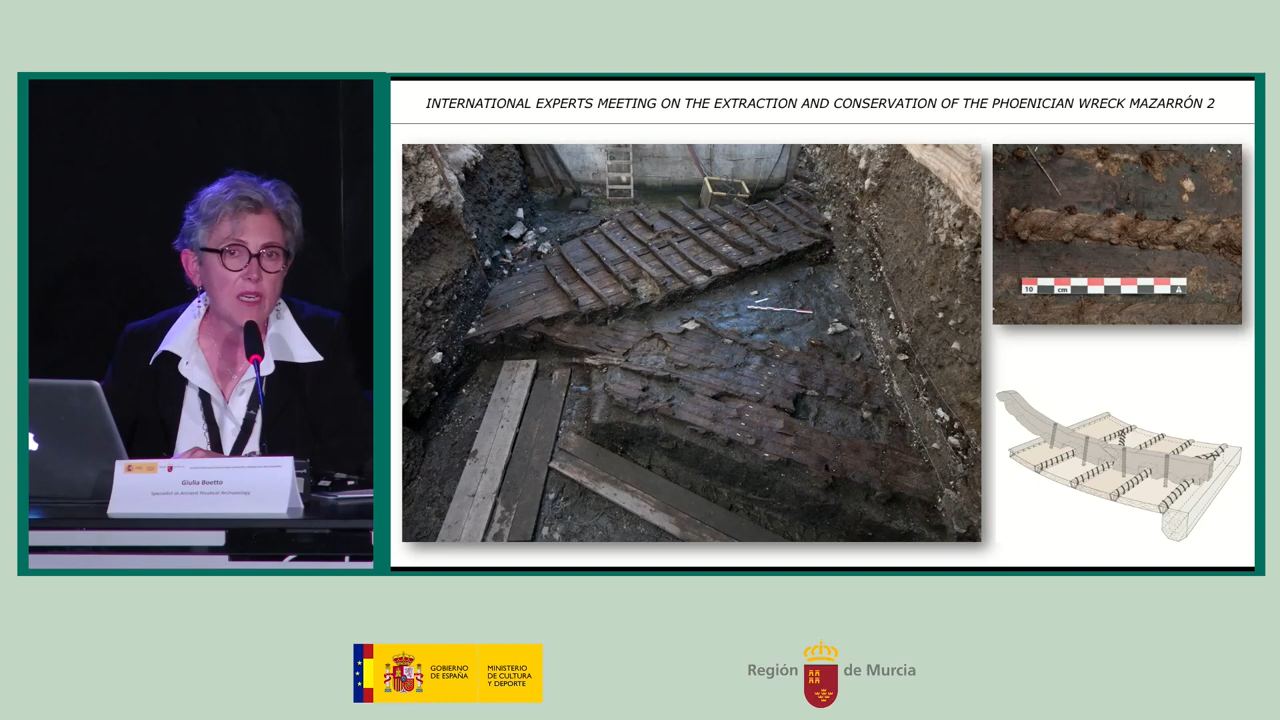 INTERNATIONAL EXPERTS MEETING ON THE EXTRACTION AND CONSERVATION OF THE PHOENICIAN WRECK MAZARRÓN 2
10 cm A
Giulia Boetto
Specialist in Ancient Nautical Archaeology
GOBIERNO
DE ESPAÑA
MINISTERIO
DE CULTURA
Y DEPORTE
Región de Murcia